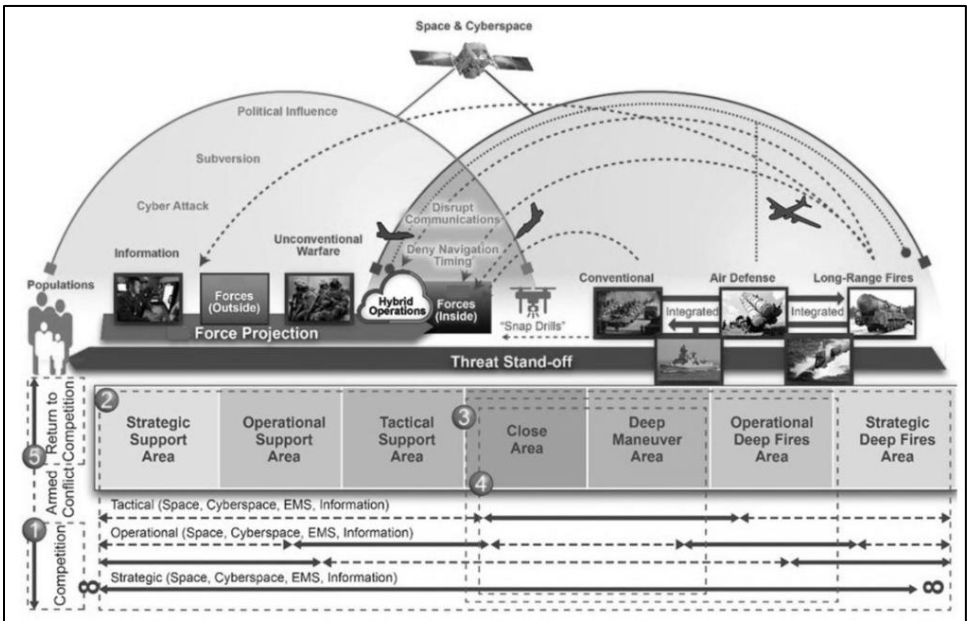 Space & Cyberspace
Political Influence
Subversion
Cyber Attack
Disrupt
Communications
Deny Navigation
Timing
Information
Unconventional
Warfare
Conventional
Air Defense
Long-Range Fires
Populations
Forces
(Outside)
Hybrid
Operations
Forces
(Inside)
"Snap Drills"
Integrated
Integrated
Force Projection
Threat Stand-off
2
Strategic
Support
Area
Operational
Support
Area
Tactical
Support
Area
3
Close
Area
Deep
Maneuver
Area
Operational
Deep Fires
Area
Strategic
Deep Fires
Area
4
5
Return to
Competition
Armed
Conflict
1
Competition
Tactical (Space, Cyberspace, EMS, Information)
Operational (Space, Cyberspace, EMS, Information)
Strategic (Space, Cyberspace, EMS, Information)
∞
∞